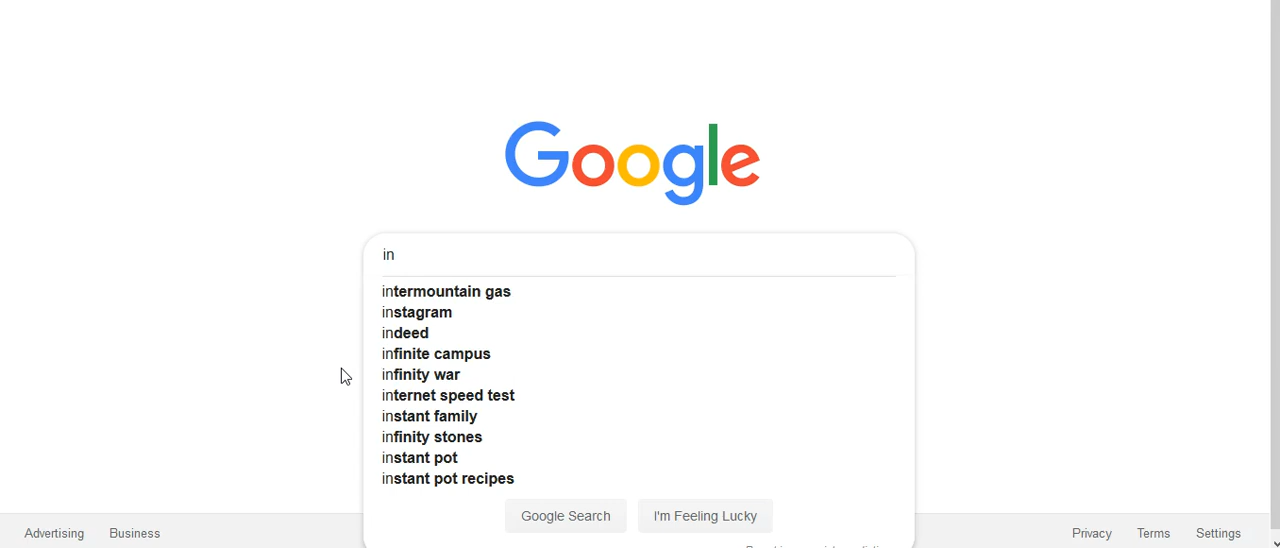 Google
in
intermountain gas
instagram
indeed
infinite campus
infinity war
internet speed test
instant family
infinity stones
instant pot
instant pot recipes
Google Search I'm Feeling Lucky
Advertising Business Privacy Terms Settings